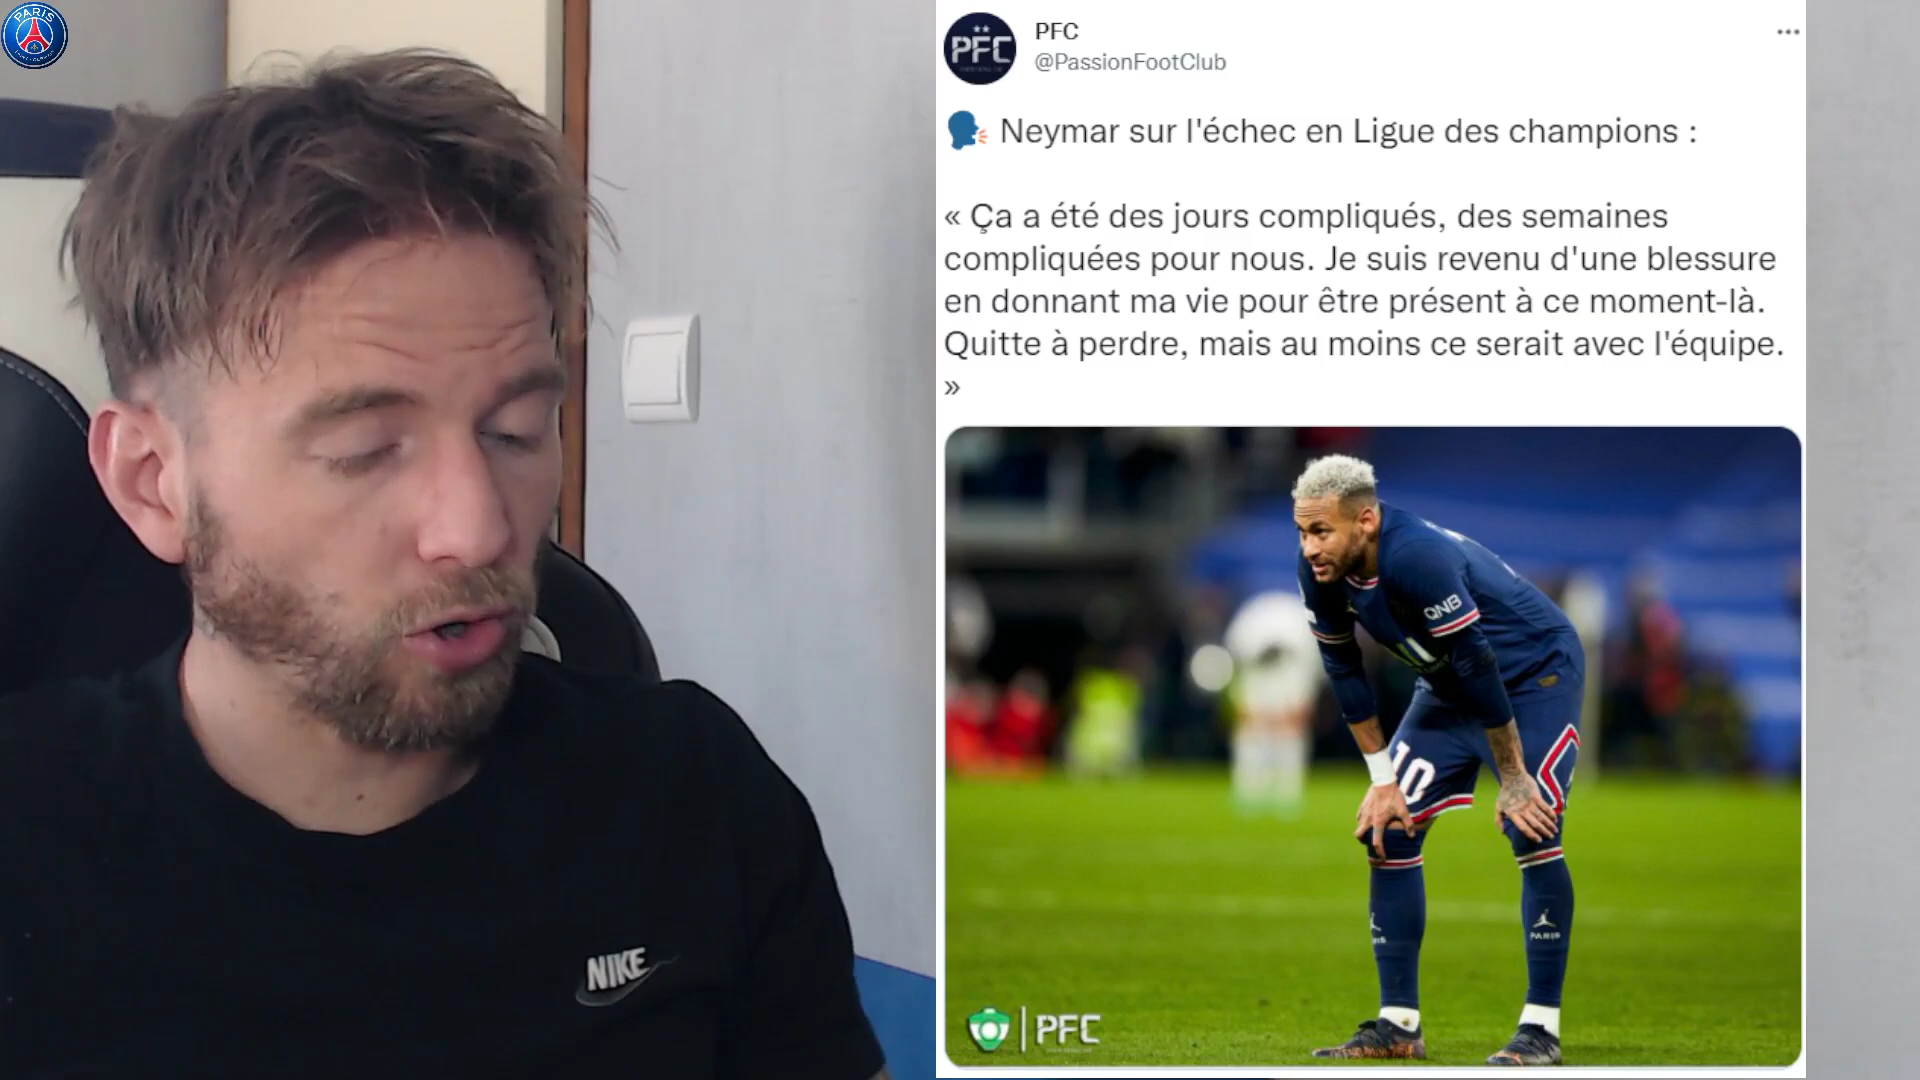 PARIS
PFC
PFC
@PassionFootClub
Neymar sur l'échec en Ligue des champions :
« Ça a été des jours compliqués, des semaines
compliquées pour nous. Je suis revenu d'une blessure
en donnant ma vie pour être présent à ce moment-là.
Quitte à perdre, mais au moins ce serait avec l'équipe.
»
QNB
10
PARIS
NIKE
PFC